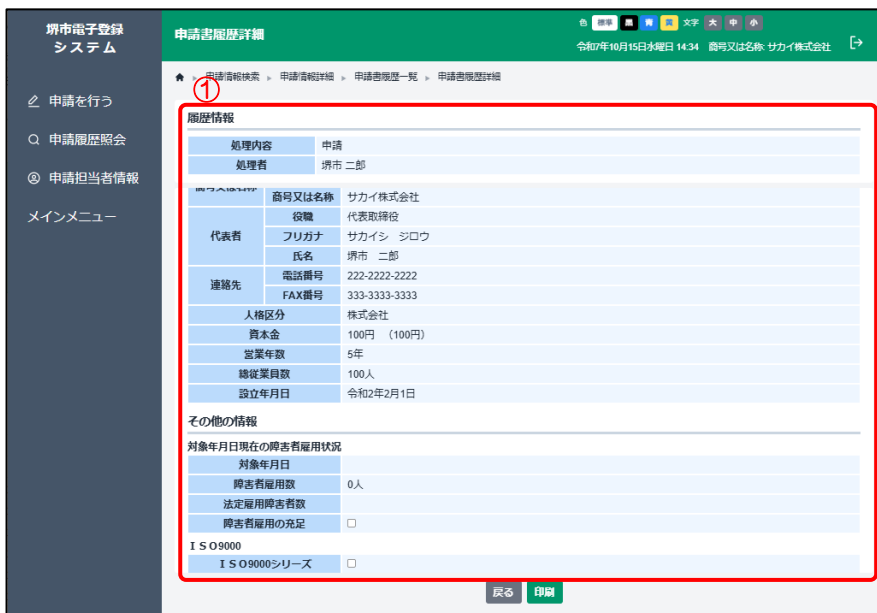 堺市電子登録
システム
申請を行う
申請履歴照会
申請担当者情報
メインメニュー
申請書履歴詳細
色 標準 黒 青 黄 文字 大 中 小
令和7年10月15日水曜日 14:34 商号又は名称: サカイ株式会社
申請情報検索 ▶ 申請情報詳細 ▶ 申請書履歴一覧 ▶ 申請書履歴詳細
①
履歴情報
処理内容 申請
処理者 堺市 二郎
商号又は名称 商号又は名称 サカイ株式会社
代表者 役職 代表取締役
フリガナ サカイシ ジロウ
氏名 堺市 二郎
連絡先 電話番号 222-2222-2222
FAX番号 333-3333-3333
人格区分 株式会社
資本金 100円 (100円)
営業年数 5年
総従業員数 100人
設立年月日 令和2年2月1日
その他の情報
対象年月日現在の障害者雇用状況
対象年月日
障害者雇用数 0人
法定雇用障害者数
障害者雇用の充足
ＩＳＯ9000
ＩＳＯ9000シリーズ
戻る 印刷